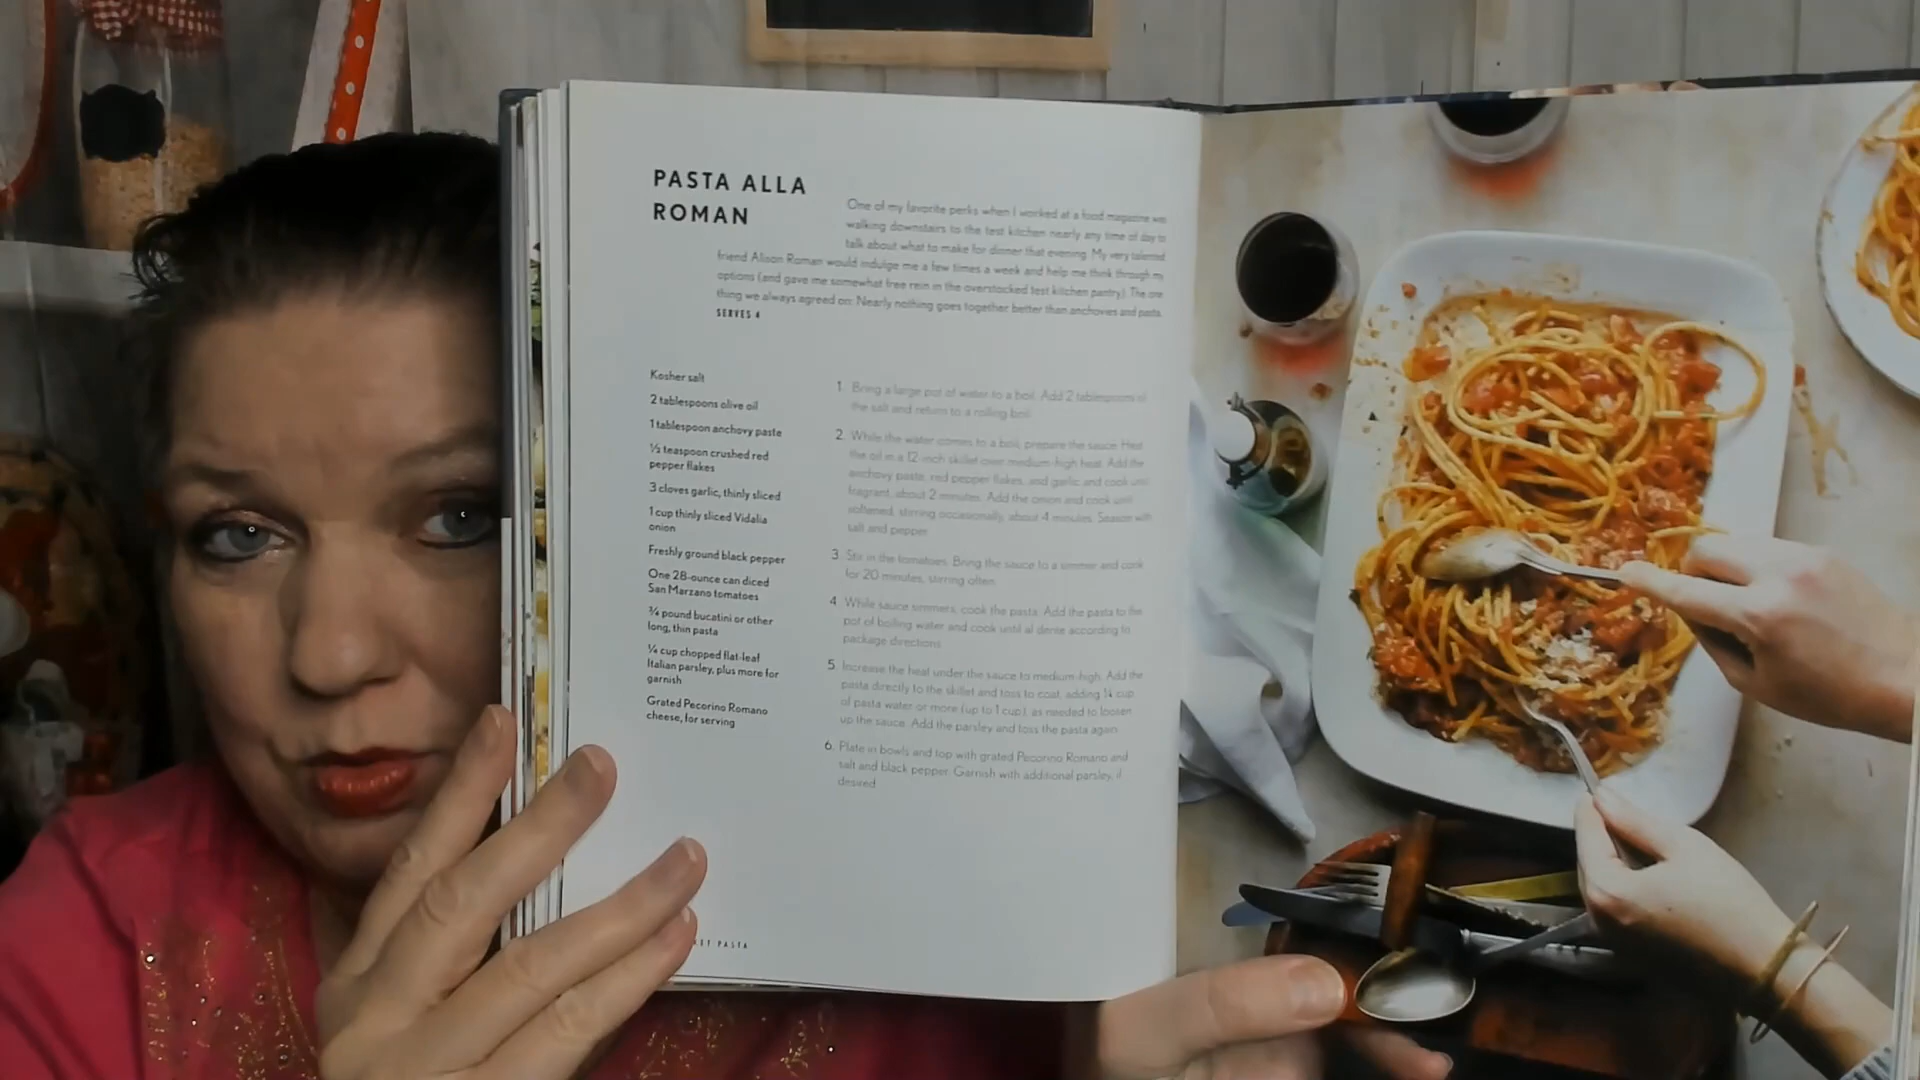 PASTA ALLA
ROMAN
One of my favorite perks when I worked at a food magazine was
walking downstairs to the test kitchen nearly any time of day to
talk about what to make for dinner that evening. My very talented
friend Alison Roman would indulge me a few times a week and help me think through my
options (and gave me somewhat free rein in the overstocked test kitchen pantry). The one
thing we always agreed on: Nearly nothing goes together better than anchovies and pasta.
SERVES 4
Kosher salt
2 tablespoons olive oil
1 tablespoon anchovy paste
½ teaspoon crushed red
pepper flakes
3 cloves garlic, thinly sliced
1 cup thinly sliced Vidalia
onion
Freshly ground black pepper
One 28-ounce can diced
San Marzano tomatoes
¾ pound bucatini or other
long, thin pasta
¼ cup chopped flat-leaf
Italian parsley, plus more for
garnish
Grated Pecorino Romano
cheese, for serving
1. Bring a large pot of water to a boil. Add 2 tablespoons of
the salt and return to a rolling boil.
2. While the water comes to a boil, prepare the sauce. Heat
the oil in a 12-inch skillet over medium-high heat. Add the
anchovy paste, red pepper flakes, and garlic and cook until
fragrant, about 2 minutes. Add the onion and cook until
softened, stirring occasionally, about 4 minutes. Season with
salt and pepper.
3. Stir in the tomatoes. Bring the sauce to a simmer and cook
for 20 minutes, stirring often.
4. While sauce simmers, cook the pasta. Add the pasta to the
pot of boiling water and cook until al dente according to
package directions.
5. Increase the heat under the sauce to medium-high. Add the
pasta directly to the skillet and toss to coat, adding ¼ cup
of pasta water or more (up to 1 cup), as needed to loosen
up the sauce. Add the parsley and toss the pasta again.
6. Plate in bowls and top with grated Pecorino Romano and
salt and black pepper. Garnish with additional parsley, if
desired.
PASTA